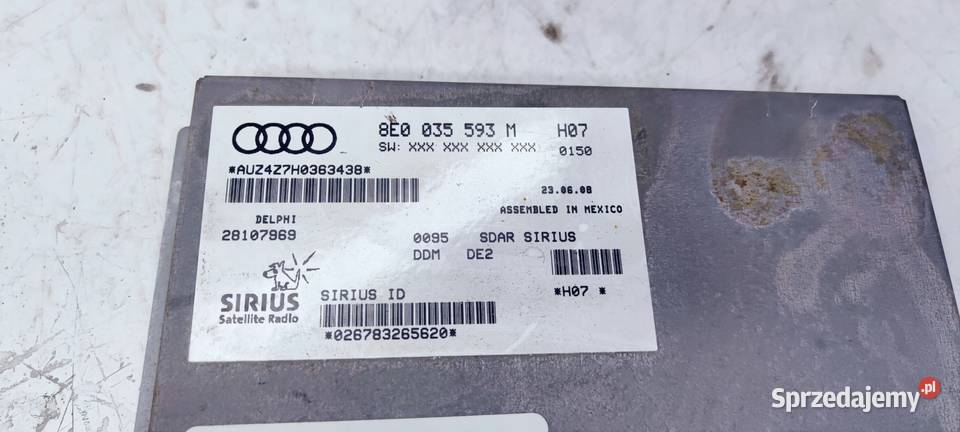 8E0 035 593 M H07
SW: XXX XXX XXX XXX 0150
*AUZ4Z7H0363438*
23.06.08
ASSEMBLED IN MEXICO
DELPHI
28107969
0095 SDAR SIRIUS
DDM DE2
SIRIUS
Satellite Radio
SIRIUS ID
*H07 *
*026783265620*
Sprzedajemy.pl